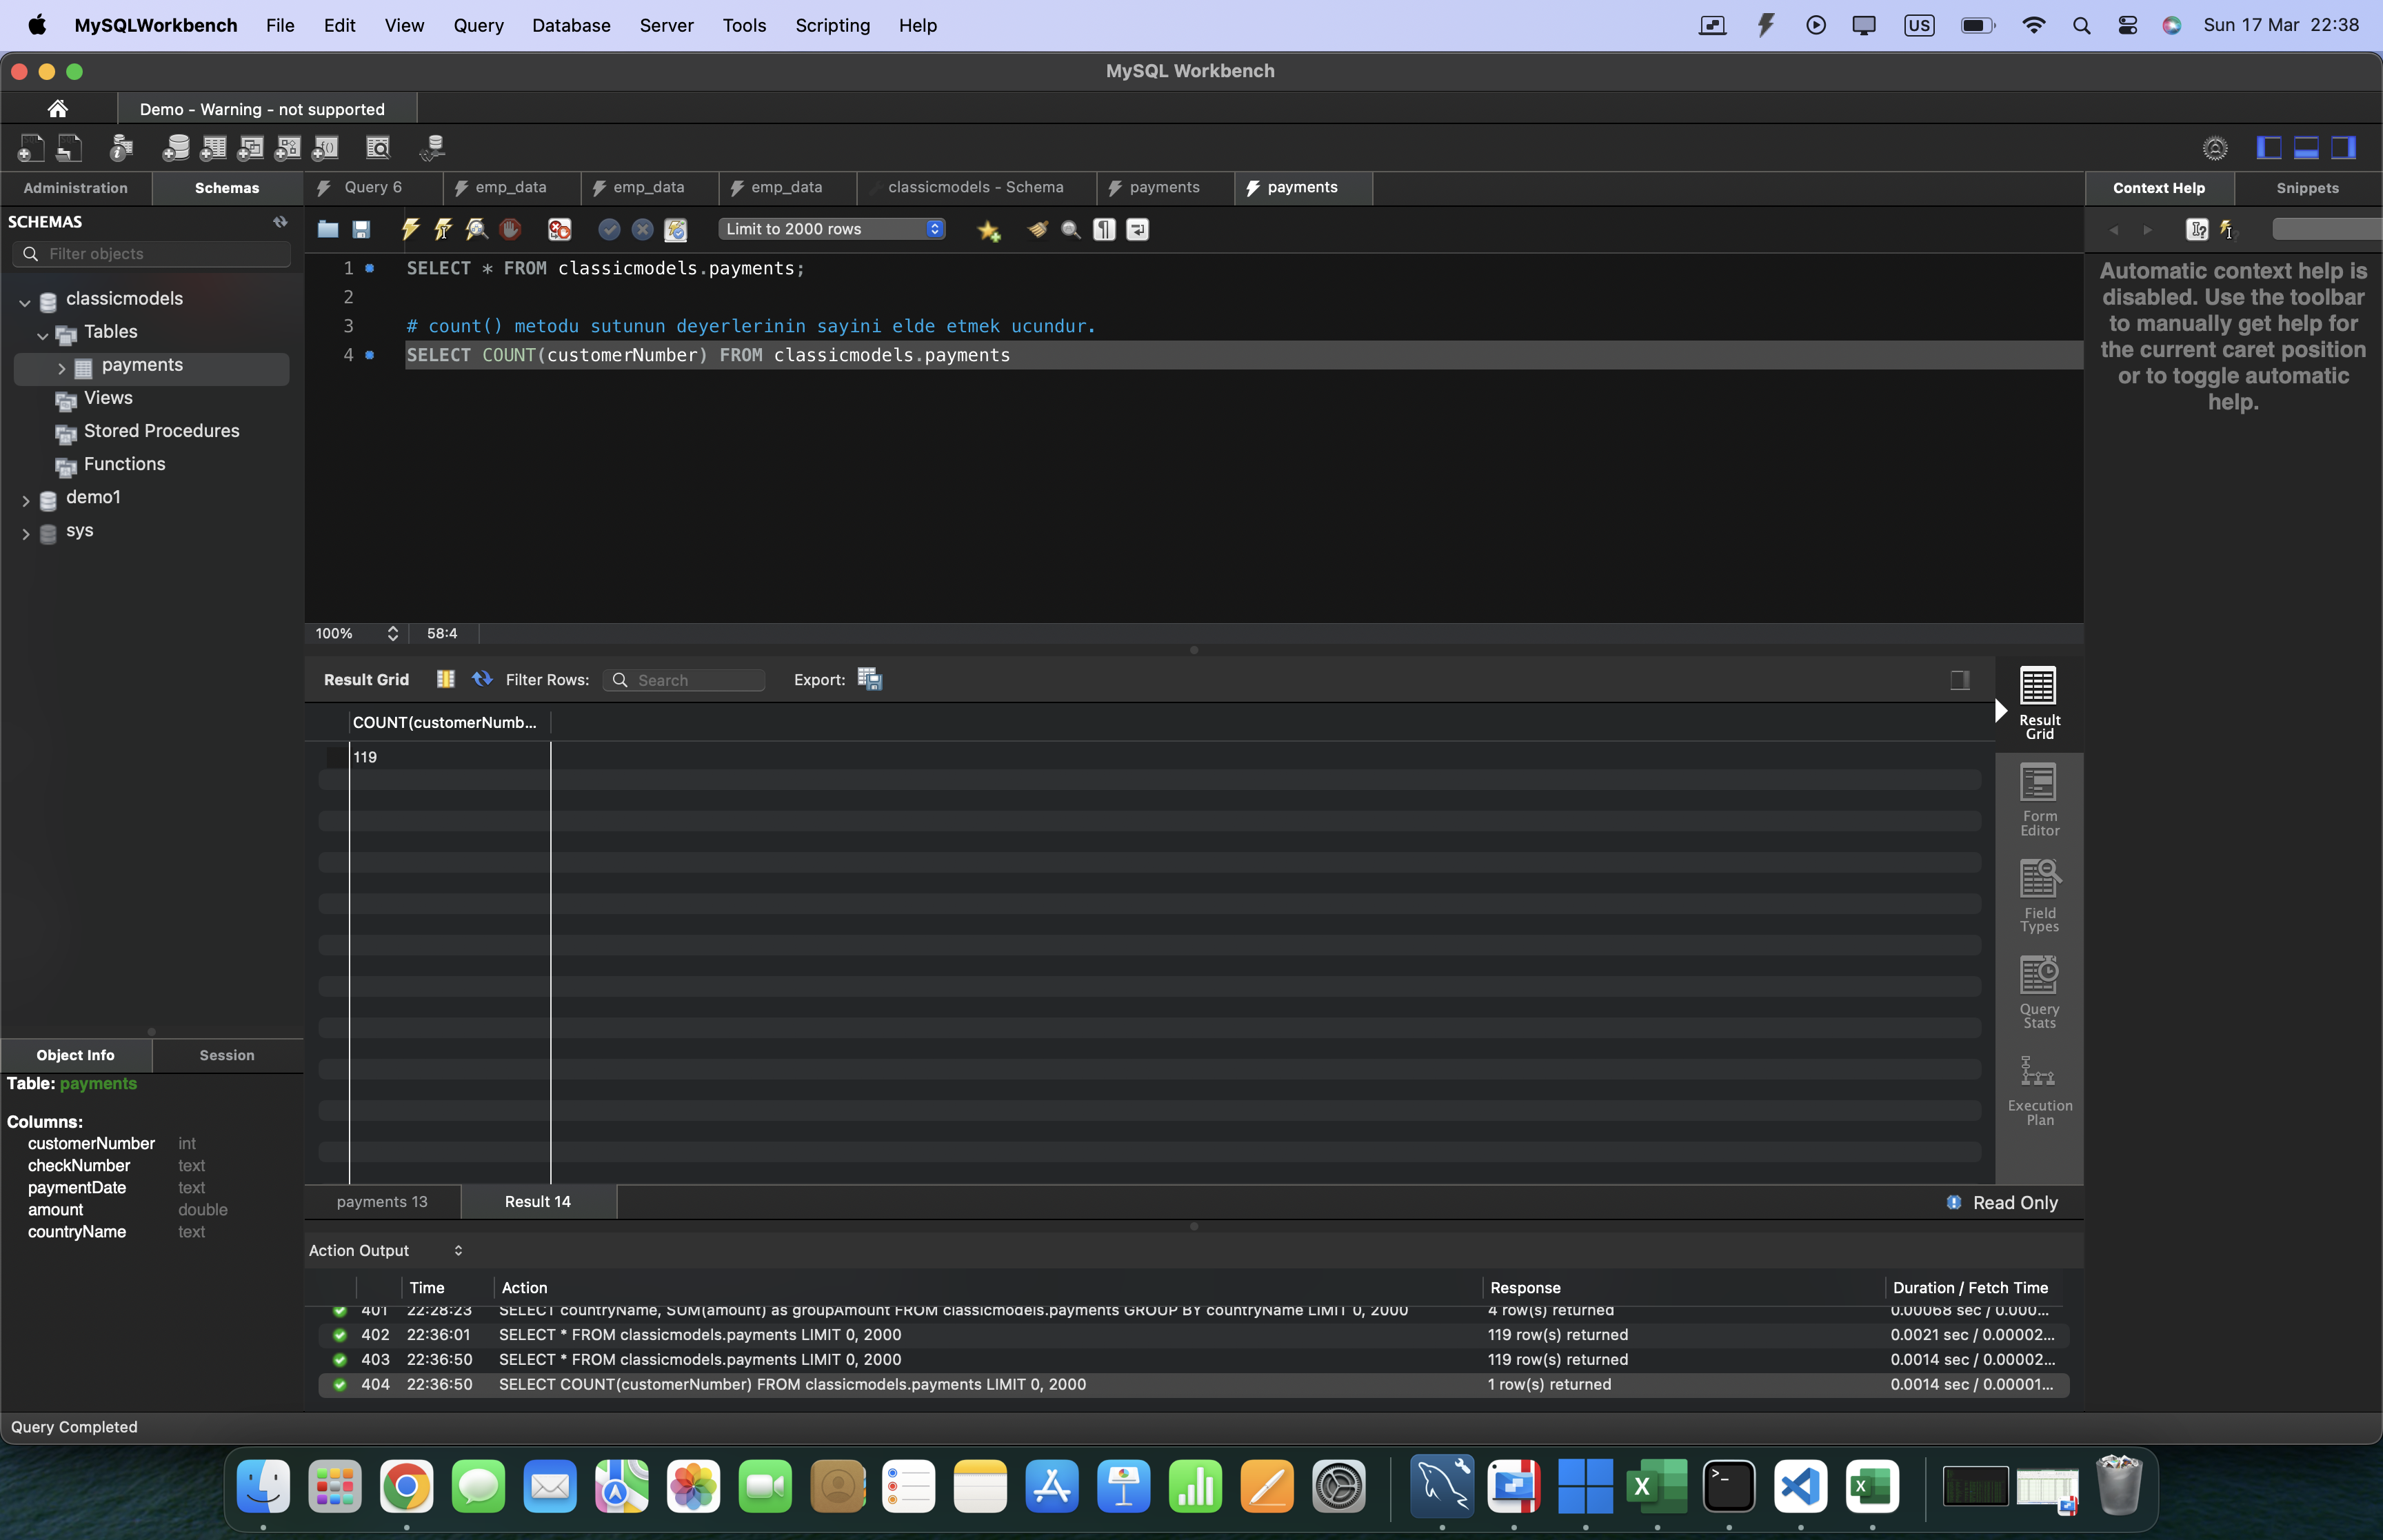 MySQLWorkbench File Edit View Query Database Server Tools Scripting Help US Sun 17 Mar 22:38
MySQL Workbench
Demo - Warning - not supported
Administration Schemas Query 6 emp_data emp_data emp_data classicmodels - Schema payments payments Context Help Snippets
SCHEMAS
Filter objects
classicmodels
Tables
payments
Views
Stored Procedures
Functions
demo1
sys
Limit to 2000 rows
1 SELECT * FROM classicmodels.payments;
2
3 # count() metodu sutunun deyerlerinin sayini elde etmek ucundur.
4 SELECT COUNT(customerNumber) FROM classicmodels.payments
Automatic context help is
disabled. Use the toolbar
to manually get help for
the current caret position
or to toggle automatic
help.
100% 58:4
Result Grid Filter Rows: Search Export:
COUNT(customerNumb...
119
Result
Grid
Form
Editor
Field
Types
Query
Stats
Execution
Plan
Object Info Session
Table: payments
Columns:
customerNumber int
checkNumber text
paymentDate text
amount double
countryName text
payments 13 Result 14 Read Only
Action Output
Time Action Response Duration / Fetch Time
401 22:28:23 SELECT countryName, SUM(amount) as groupAmount FROM classicmodels.payments GROUP BY countryName LIMIT 0, 2000 4 row(s) returned 0.00068 sec / 0.000...
402 22:36:01 SELECT * FROM classicmodels.payments LIMIT 0, 2000 119 row(s) returned 0.0021 sec / 0.00002...
403 22:36:50 SELECT * FROM classicmodels.payments LIMIT 0, 2000 119 row(s) returned 0.0014 sec / 0.00002...
404 22:36:50 SELECT COUNT(customerNumber) FROM classicmodels.payments LIMIT 0, 2000 1 row(s) returned 0.0014 sec / 0.00001...
Query Completed